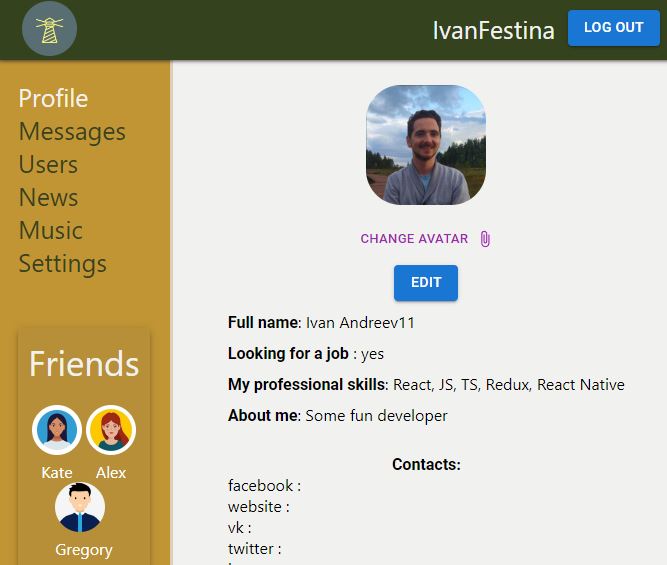 IvanFestina
LOG OUT
Profile
Messages
Users
News
Music
Settings
Friends
Kate
Alex
Gregory
CHANGE AVATAR
EDIT
Full name: Ivan Andreev11
Looking for a job : yes
My professional skills: React, JS, TS, Redux, React Native
About me: Some fun developer
Contacts:
facebook :
website :
vk :
twitter :